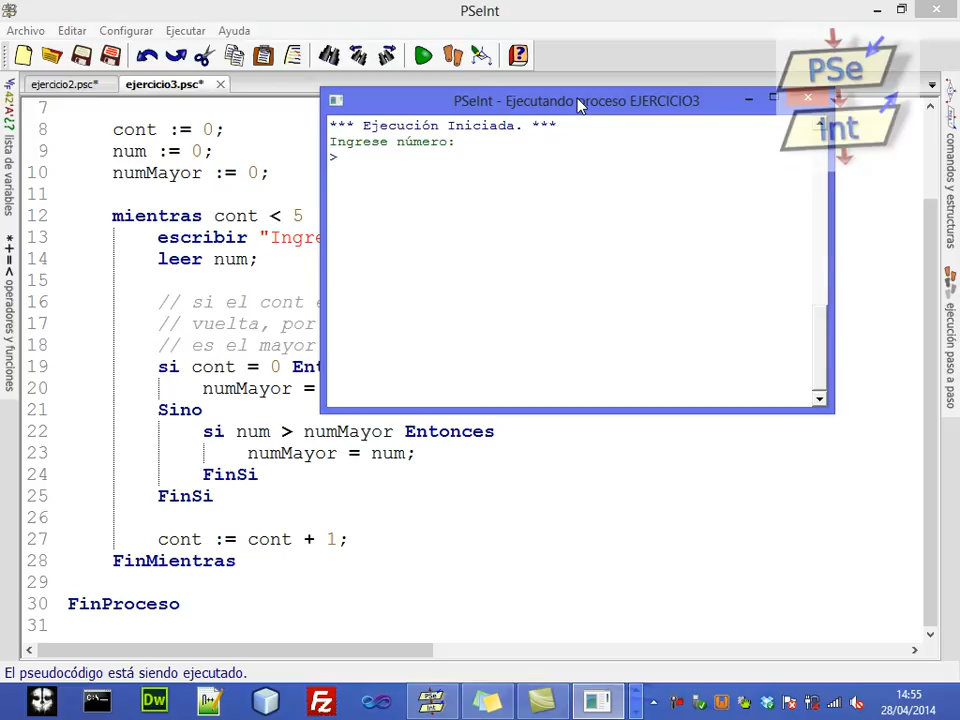 PSeInt
Archivo Editar Configurar Ejecutar Ayuda
PSe
Int
ejercicio2.psc* ejercicio3.psc*
PSeInt - Ejecutando proceso EJERCICIO3
*** Ejecución Iniciada. ***
Ingrese número:
>
7
8 cont := 0;
9 num := 0;
10 numMayor := 0;
11
12 mientras cont < 5
13 escribir "Ingre
14 leer num;
15
16 // si el cont e
17 // vuelta, por
18 // es el mayor
19 si cont = 0 Ent
20 numMayor =
21 Sino
22 si num > numMayor Entonces
23 numMayor = num;
24 FinSi
25 FinSi
26
27 cont := cont + 1;
28 FinMientras
29
30 FinProceso
31
lista de variables
*+=< operadores y funciones
comandos y estructuras
ejecución paso a paso
El pseudocódigo está siendo ejecutado.
C:\
Dw
Fz
PSe
Int
14:55
28/04/2014